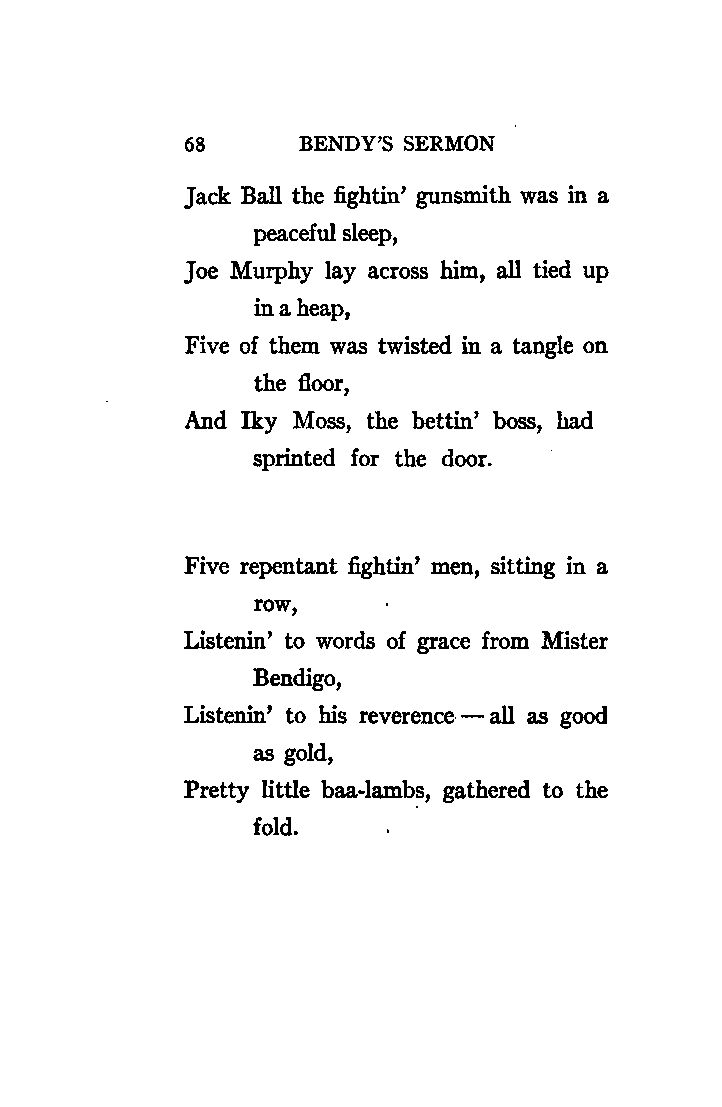 68 BENDY'S SERMON
Jack Ball the fightin' gunsmith was in a
peaceful sleep,
Joe Murphy lay across him, all tied up
in a heap,
Five of them was twisted in a tangle on
the floor,
And Iky Moss, the bettin' boss, had
sprinted for the door.
Five repentant fightin' men, sitting in a
row,
Listenin' to words of grace from Mister
Bendigo,
Listenin' to his reverence — all as good
as gold,
Pretty little baa-lambs, gathered to the
fold.